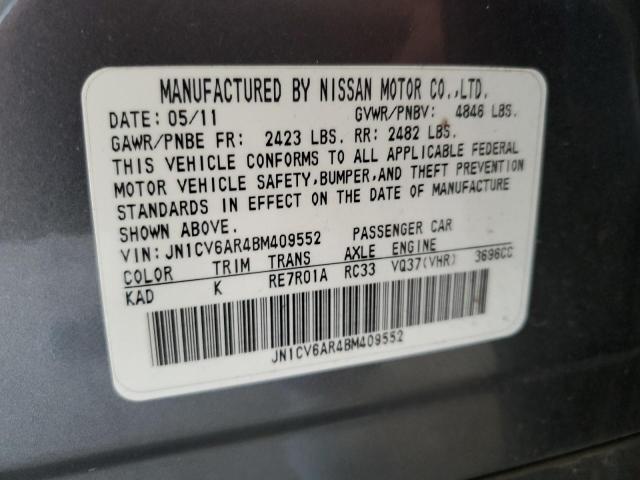 MANUFACTURED BY NISSAN MOTOR CO.,LTD.
DATE: 05/11 GVWR/PNBV: 4846 LBS.
GAWR/PNBE FR: 2423 LBS. RR: 2482 LBS.
THIS VEHICLE CONFORMS TO ALL APPLICABLE FEDERAL
MOTOR VEHICLE SAFETY,BUMPER,AND THEFT PREVENTION
STANDARDS IN EFFECT ON THE DATE OF MANUFACTURE
SHOWN ABOVE.
VIN: JN1CV6AR4BM409552 PASSENGER CAR
COLOR TRIM TRANS AXLE ENGINE
KAD K RE7R01A RC33 VQ37(VHR) 3696CC
JN1CV6AR4BM409552